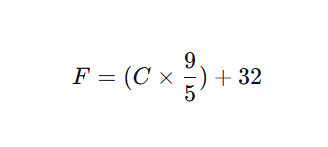 F = (C × 9/5) + 32